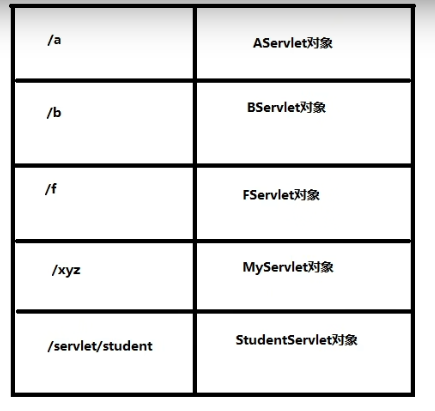 /a AServlet对象
/b BServlet对象
/f FServlet对象
/xyz MyServlet对象
/servlet/student StudentServlet对象